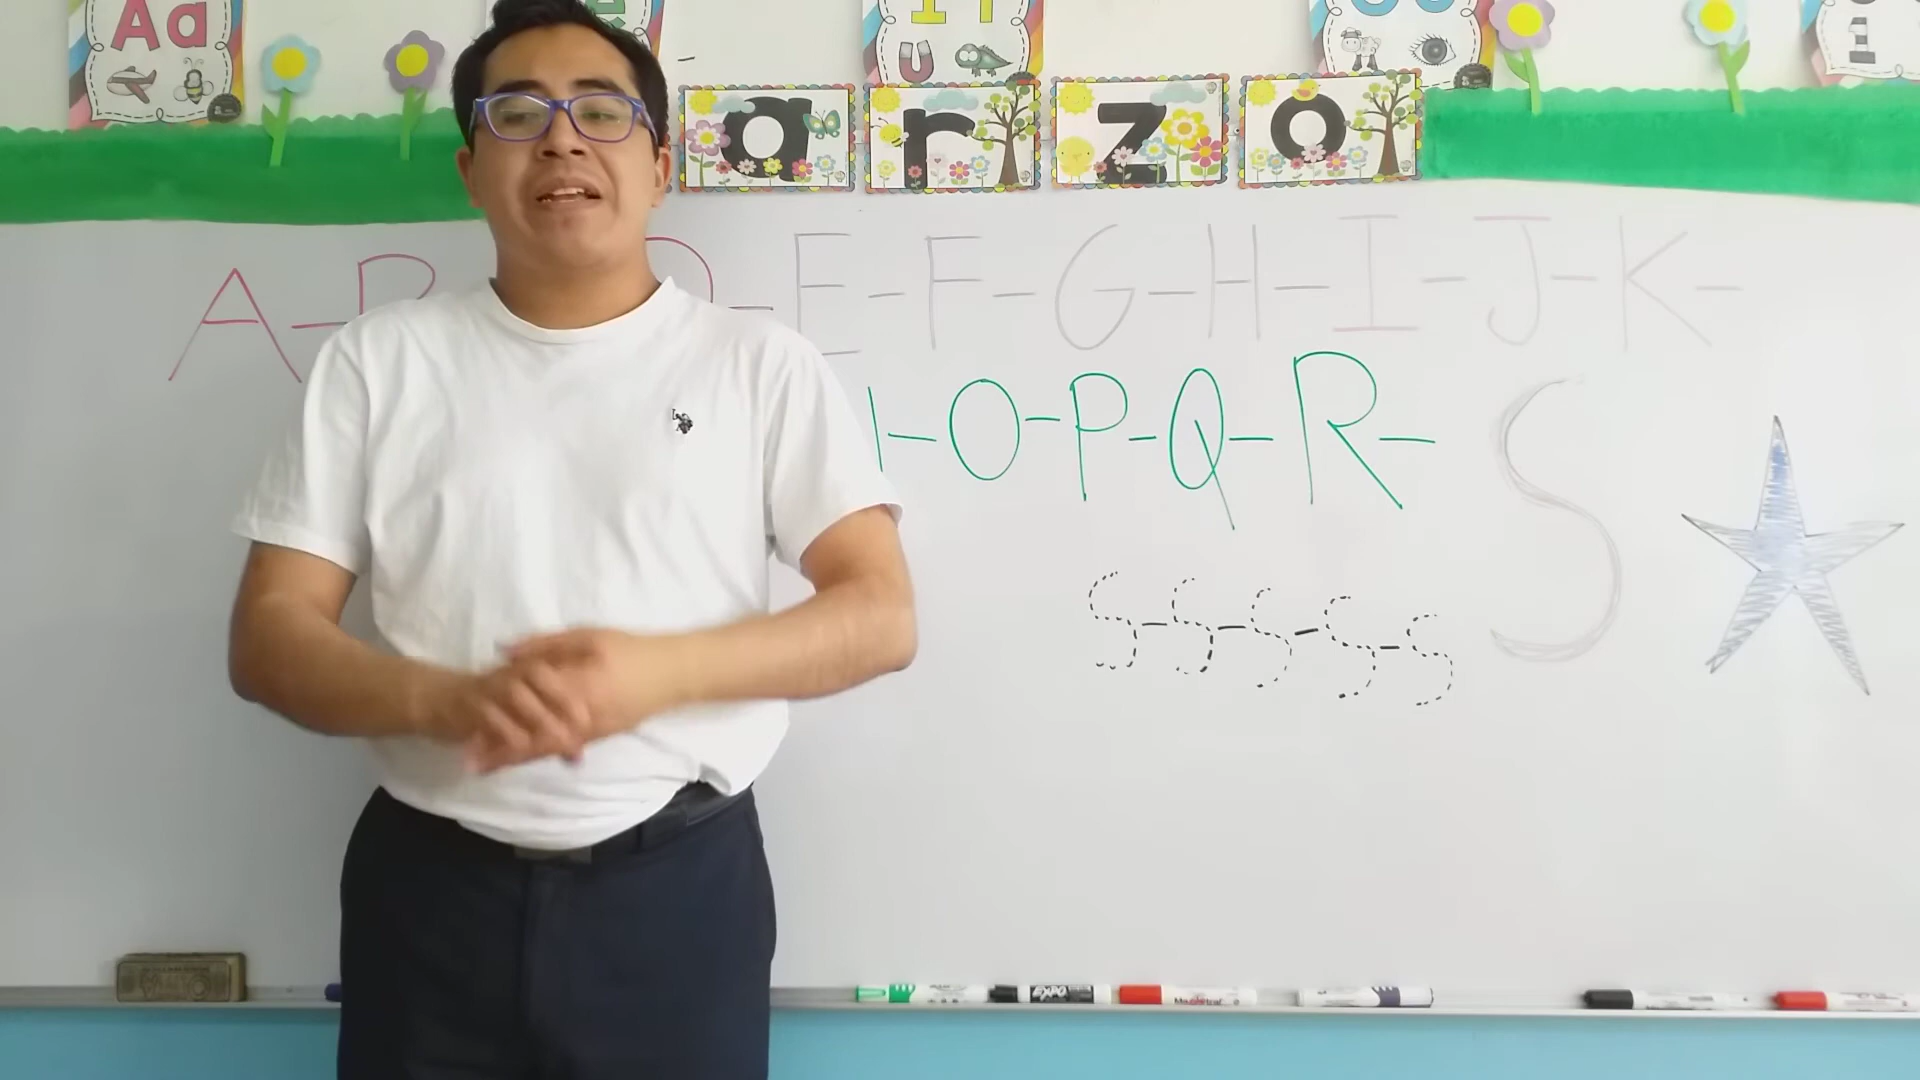 Aa
a r z o
A - D - E - F - G - H - I - J - K -
- O - P - Q - R -
S
S - S - S - S - S
EXPO